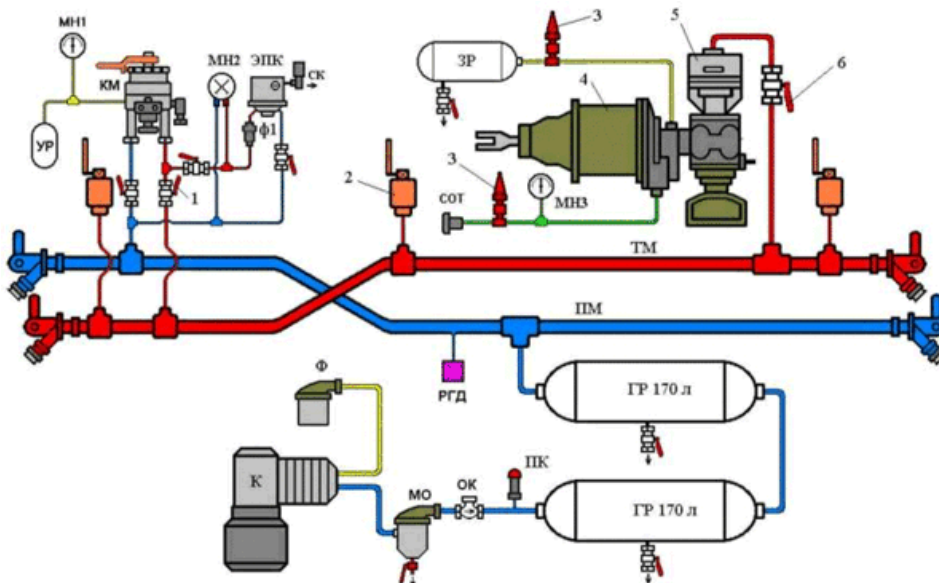 МН1
МН2
ЭПК
3
5
КМ
СК
ЗР
4
6
УР
ф1
1
2
3
СОТ
МН3
ТМ
ПМ
РГД
Ф
ГР 170 л
К
МО
ОК
ПК
ГР 170 л